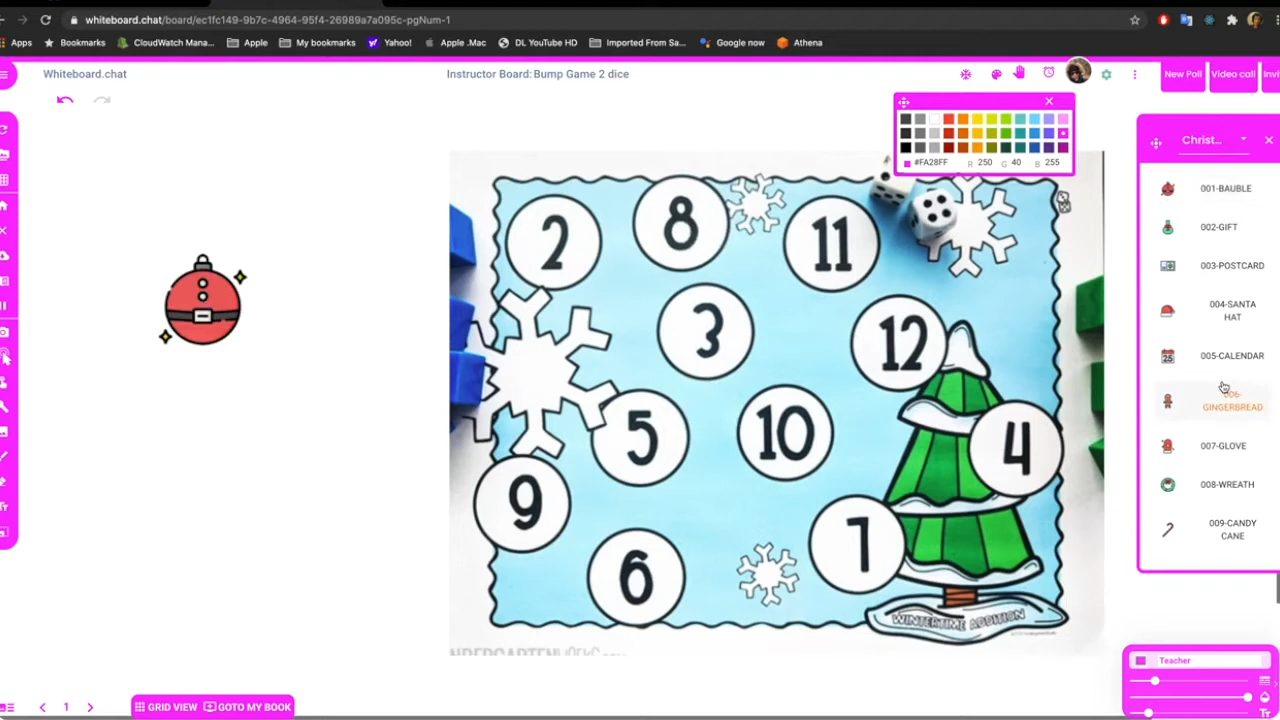 whiteboard.chat/board/ec1fc149-9b7c-4964-95f4-26989a7a095c-pgNum-1
Apps Bookmarks CloudWatch Mana... Apple My bookmarks Yahoo! Apple .Mac DL YouTube HD Imported From Sa... Google now Athena
Whiteboard.chat
Instructor Board: Bump Game 2 dice
New Poll
Video call
Invi
#FA28FF R 250 G 40 B 255
Christ...
001-BAUBLE
002-GIFT
003-POSTCARD
004-SANTA
HAT
005-CALENDAR
006-
GINGERBREAD
007-GLOVE
008-WREATH
009-CANDY
CANE
2
8
11
3
12
5
10
4
9
7
6
WINTERTIME ADDITION
Teacher
Tт
1
GRID VIEW
GOTO MY BOOK